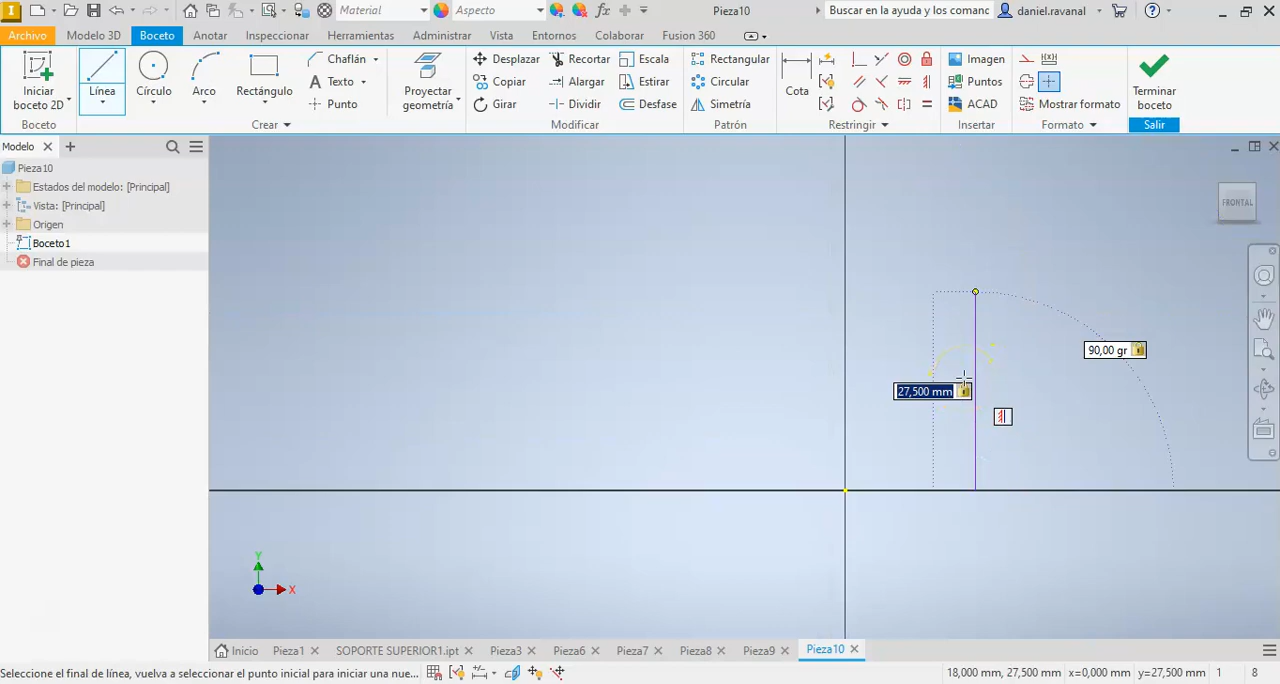 Material
Aspecto
Pieza10
Buscar en la ayuda y los comanc
daniel.ravanal
Archivo
Modelo 3D
Boceto
Anotar
Inspeccionar
Herramientas
Administrar
Vista
Entornos
Colaborar
Fusion 360
Iniciar
boceto 2D
Línea
Círculo
Arco
Rectángulo
Chaflán
Texto
Punto
Proyectar
geometría
Desplazar
Copiar
Girar
Recortar
Alargar
Dividir
Escala
Estirar
Desfase
Rectangular
Circular
Simetría
Cota
Imagen
Puntos
ACAD
Mostrar formato
Terminar
boceto
Boceto
Crear
Modificar
Patrón
Restringir
Insertar
Formato
Salir
Modelo
Pieza10
Estados del modelo: [Principal]
Vista: [Principal]
Origen
Boceto1
Final de pieza
FRONTAL
90,00 gr
27,500 mm
Y
X
Inicio
Pieza1
SOPORTE SUPERIOR1.ipt
Pieza3
Pieza6
Pieza7
Pieza8
Pieza9
Pieza10
Seleccione el final de línea, vuelva a seleccionar el punto inicial para iniciar una nue...
18,000 mm, 27,500 mm
x=0,000 mm
y=27,500 mm
1
8